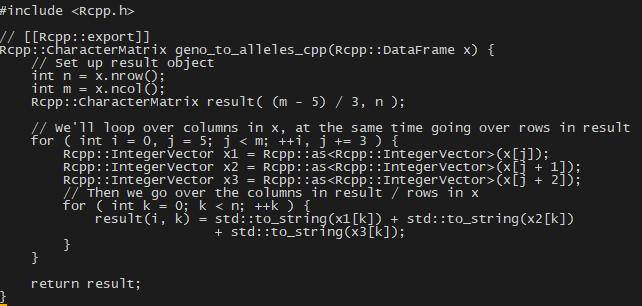 #include <Rcpp.h>
// [[Rcpp::export]]
Rcpp::CharacterMatrix geno_to_alleles_cpp(Rcpp::DataFrame x) {
    // Set up result object
    int n = x.nrow();
    int m = x.ncol();
    Rcpp::CharacterMatrix result( (m - 5) / 3, n );
    // We'll loop over columns in x, at the same time going over rows in result
    for ( int i = 0, j = 5; j < m; ++i, j += 3 ) {
        Rcpp::IntegerVector x1 = Rcpp::as<Rcpp::IntegerVector>(x[j]);
        Rcpp::IntegerVector x2 = Rcpp::as<Rcpp::IntegerVector>(x[j + 1]);
        Rcpp::IntegerVector x3 = Rcpp::as<Rcpp::IntegerVector>(x[j + 2]);
        // Then we go over the columns in result / rows in x
        for ( int k = 0; k < n; ++k ) {
            result(i, k) = std::to_string(x1[k]) + std::to_string(x2[k])
                           + std::to_string(x3[k]);
        }
    }
    return result;
}